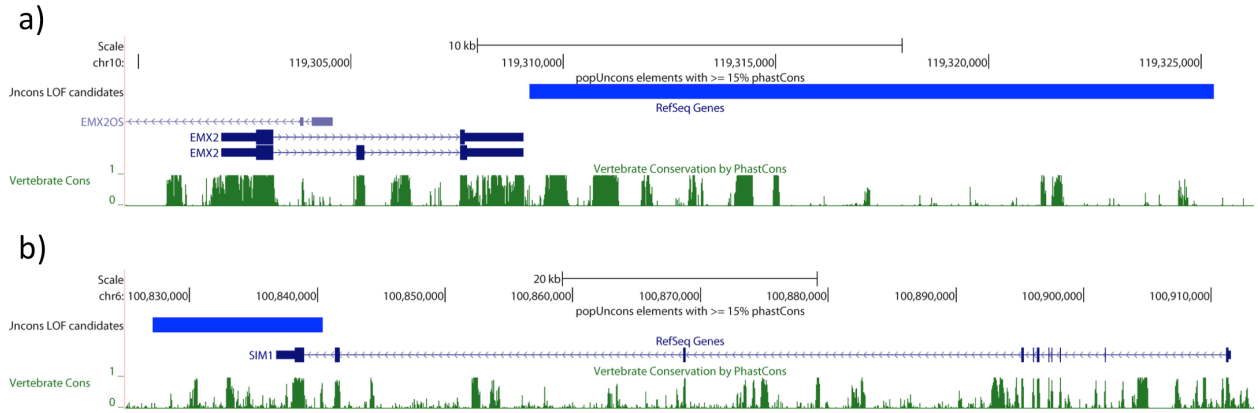 a)
Scale 10 kb
chr10: 119,305,000 119,310,000 119,315,000 119,320,000 119,325,000
popUncons elements with >= 15% phastCons
Jncons LOF candidates
RefSeq Genes
EMX2OS
EMX2
EMX2
Vertebrate Conservation by PhastCons
1
Vertebrate Cons
0
b)
Scale 20 kb
chr6: 100,830,000 100,840,000 100,850,000 100,860,000 100,870,000 100,880,000 100,890,000 100,900,000 100,910,000
popUncons elements with >= 15% phastCons
Jncons LOF candidates
RefSeq Genes
SIM1
Vertebrate Conservation by PhastCons
1
Vertebrate Cons
0